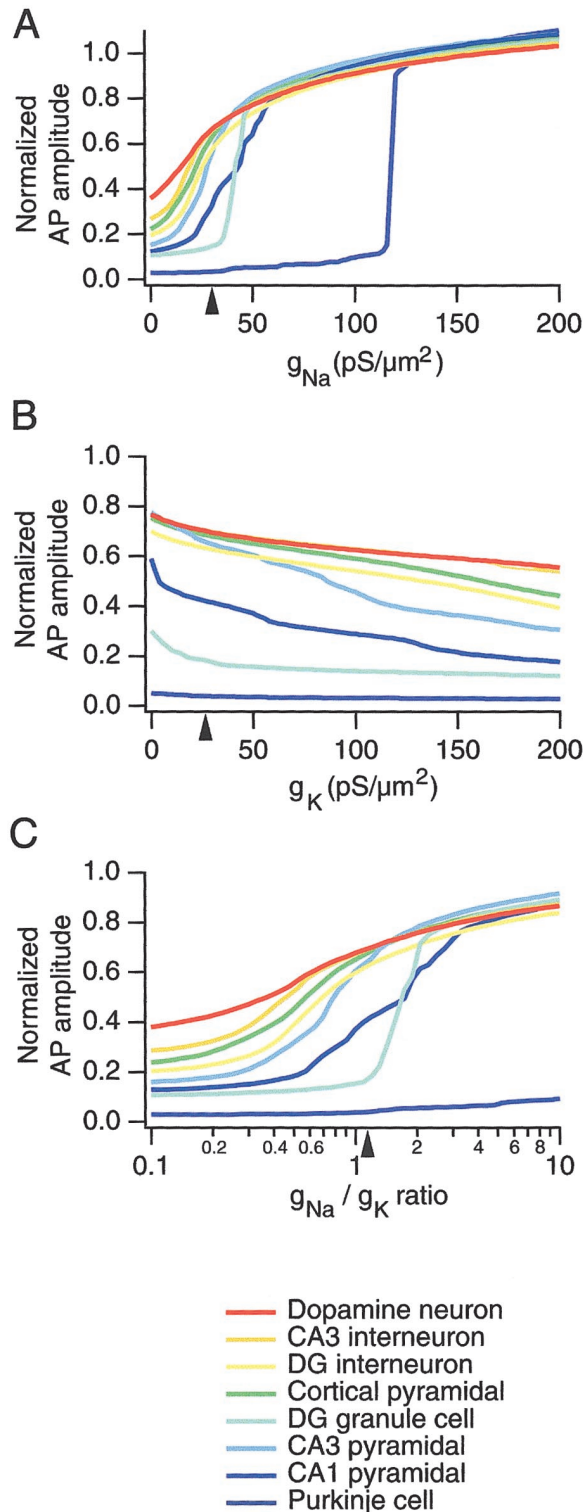 A
Normalized
AP amplitude
1.0
0.8
0.6
0.4
0.2
0.0
0 50 100 150 200
gNa (pS/µm²)
B
Normalized
AP amplitude
1.0
0.8
0.6
0.4
0.2
0.0
0 50 100 150 200
gK (pS/µm²)
C
Normalized
AP amplitude
1.0
0.8
0.6
0.4
0.2
0.0
0.2 0.4 0.6 2 4 6 8
0.1 1 10
gNa / gK ratio
Dopamine neuron
CA3 interneuron
DG interneuron
Cortical pyramidal
DG granule cell
CA3 pyramidal
CA1 pyramidal
Purkinje cell